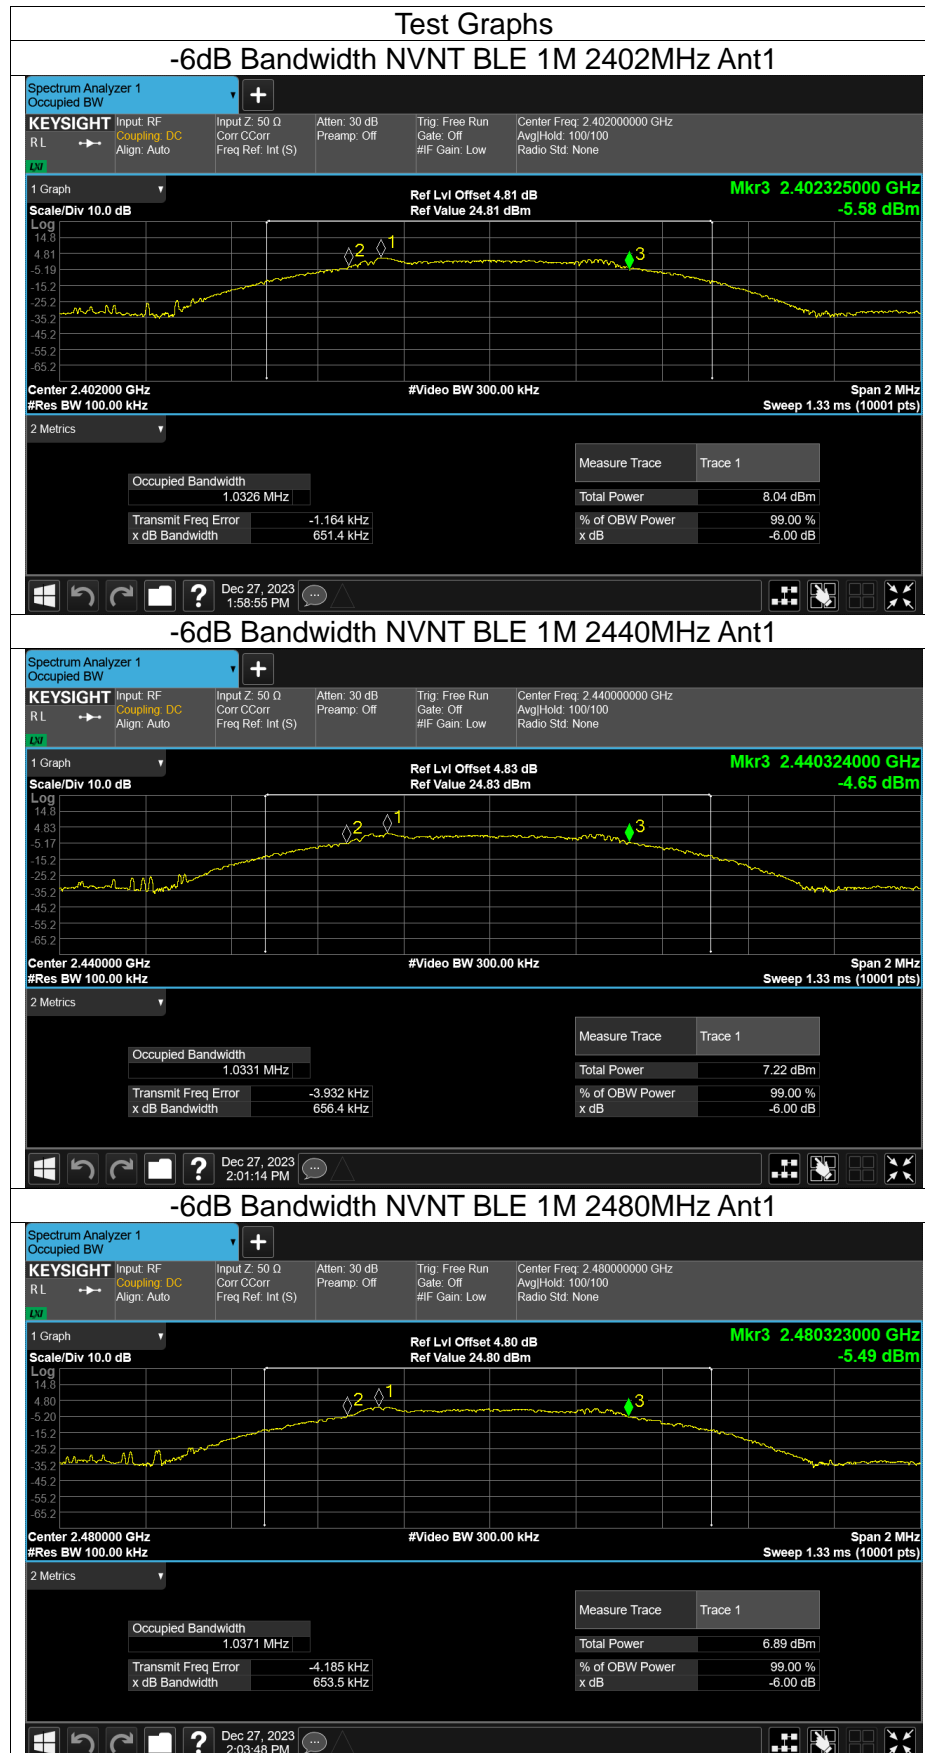 Test Graphs
-6dB Bandwidth NVNT BLE 1M 2402MHz Ant1
Spectrum Analyzer 1
Occupied BW
KEYSIGHT Input: RF Input Z: 50 Ω Atten: 30 dB Trig: Free Run Center Freq: 2.402000000 GHz
RL Coupling: DC Corr CCorr Preamp: Off Gate: Off Avg|Hold: 100/100
Align: Auto Freq Ref: Int (S) #IF Gain: Low Radio Std: None
LXI
1 Graph Ref Lvl Offset 4.81 dB Mkr3 2.402325000 GHz
Scale/Div 10.0 dB Ref Value 24.81 dBm -5.58 dBm
Log
14.8
4.81 2 1 3
-5.19
-15.2
-25.2
-35.2
-45.2
-55.2
-65.2
Center 2.402000 GHz #Video BW 300.00 kHz Span 2 MHz
#Res BW 100.00 kHz Sweep 1.33 ms (10001 pts)
2 Metrics
Measure Trace Trace 1
Occupied Bandwidth
1.0326 MHz Total Power 8.04 dBm
Transmit Freq Error -1.164 kHz % of OBW Power 99.00 %
x dB Bandwidth 651.4 kHz x dB -6.00 dB
? Dec 27, 2023
1:58:55 PM
-6dB Bandwidth NVNT BLE 1M 2440MHz Ant1
Spectrum Analyzer 1
Occupied BW
KEYSIGHT Input: RF Input Z: 50 Ω Atten: 30 dB Trig: Free Run Center Freq: 2.440000000 GHz
RL Coupling: DC Corr CCorr Preamp: Off Gate: Off Avg|Hold: 100/100
Align: Auto Freq Ref: Int (S) #IF Gain: Low Radio Std: None
LXI
1 Graph Ref Lvl Offset 4.83 dB Mkr3 2.440324000 GHz
Scale/Div 10.0 dB Ref Value 24.83 dBm -4.65 dBm
Log
14.8
4.83 2 1 3
-5.17
-15.2
-25.2
-35.2
-45.2
-55.2
-65.2
Center 2.440000 GHz #Video BW 300.00 kHz Span 2 MHz
#Res BW 100.00 kHz Sweep 1.33 ms (10001 pts)
2 Metrics
Measure Trace Trace 1
Occupied Bandwidth
1.0331 MHz Total Power 7.22 dBm
Transmit Freq Error -3.932 kHz % of OBW Power 99.00 %
x dB Bandwidth 656.4 kHz x dB -6.00 dB
? Dec 27, 2023
2:01:14 PM
-6dB Bandwidth NVNT BLE 1M 2480MHz Ant1
Spectrum Analyzer 1
Occupied BW
KEYSIGHT Input: RF Input Z: 50 Ω Atten: 30 dB Trig: Free Run Center Freq: 2.480000000 GHz
RL Coupling: DC Corr CCorr Preamp: Off Gate: Off Avg|Hold: 100/100
Align: Auto Freq Ref: Int (S) #IF Gain: Low Radio Std: None
LXI
1 Graph Ref Lvl Offset 4.80 dB Mkr3 2.480323000 GHz
Scale/Div 10.0 dB Ref Value 24.80 dBm -5.49 dBm
Log
14.8
4.80 2 1 3
-5.20
-15.2
-25.2
-35.2
-45.2
-55.2
-65.2
Center 2.480000 GHz #Video BW 300.00 kHz Span 2 MHz
#Res BW 100.00 kHz Sweep 1.33 ms (10001 pts)
2 Metrics
Measure Trace Trace 1
Occupied Bandwidth
1.0371 MHz Total Power 6.89 dBm
Transmit Freq Error -4.185 kHz % of OBW Power 99.00 %
x dB Bandwidth 653.5 kHz x dB -6.00 dB
? Dec 27, 2023
2:03:48 PM